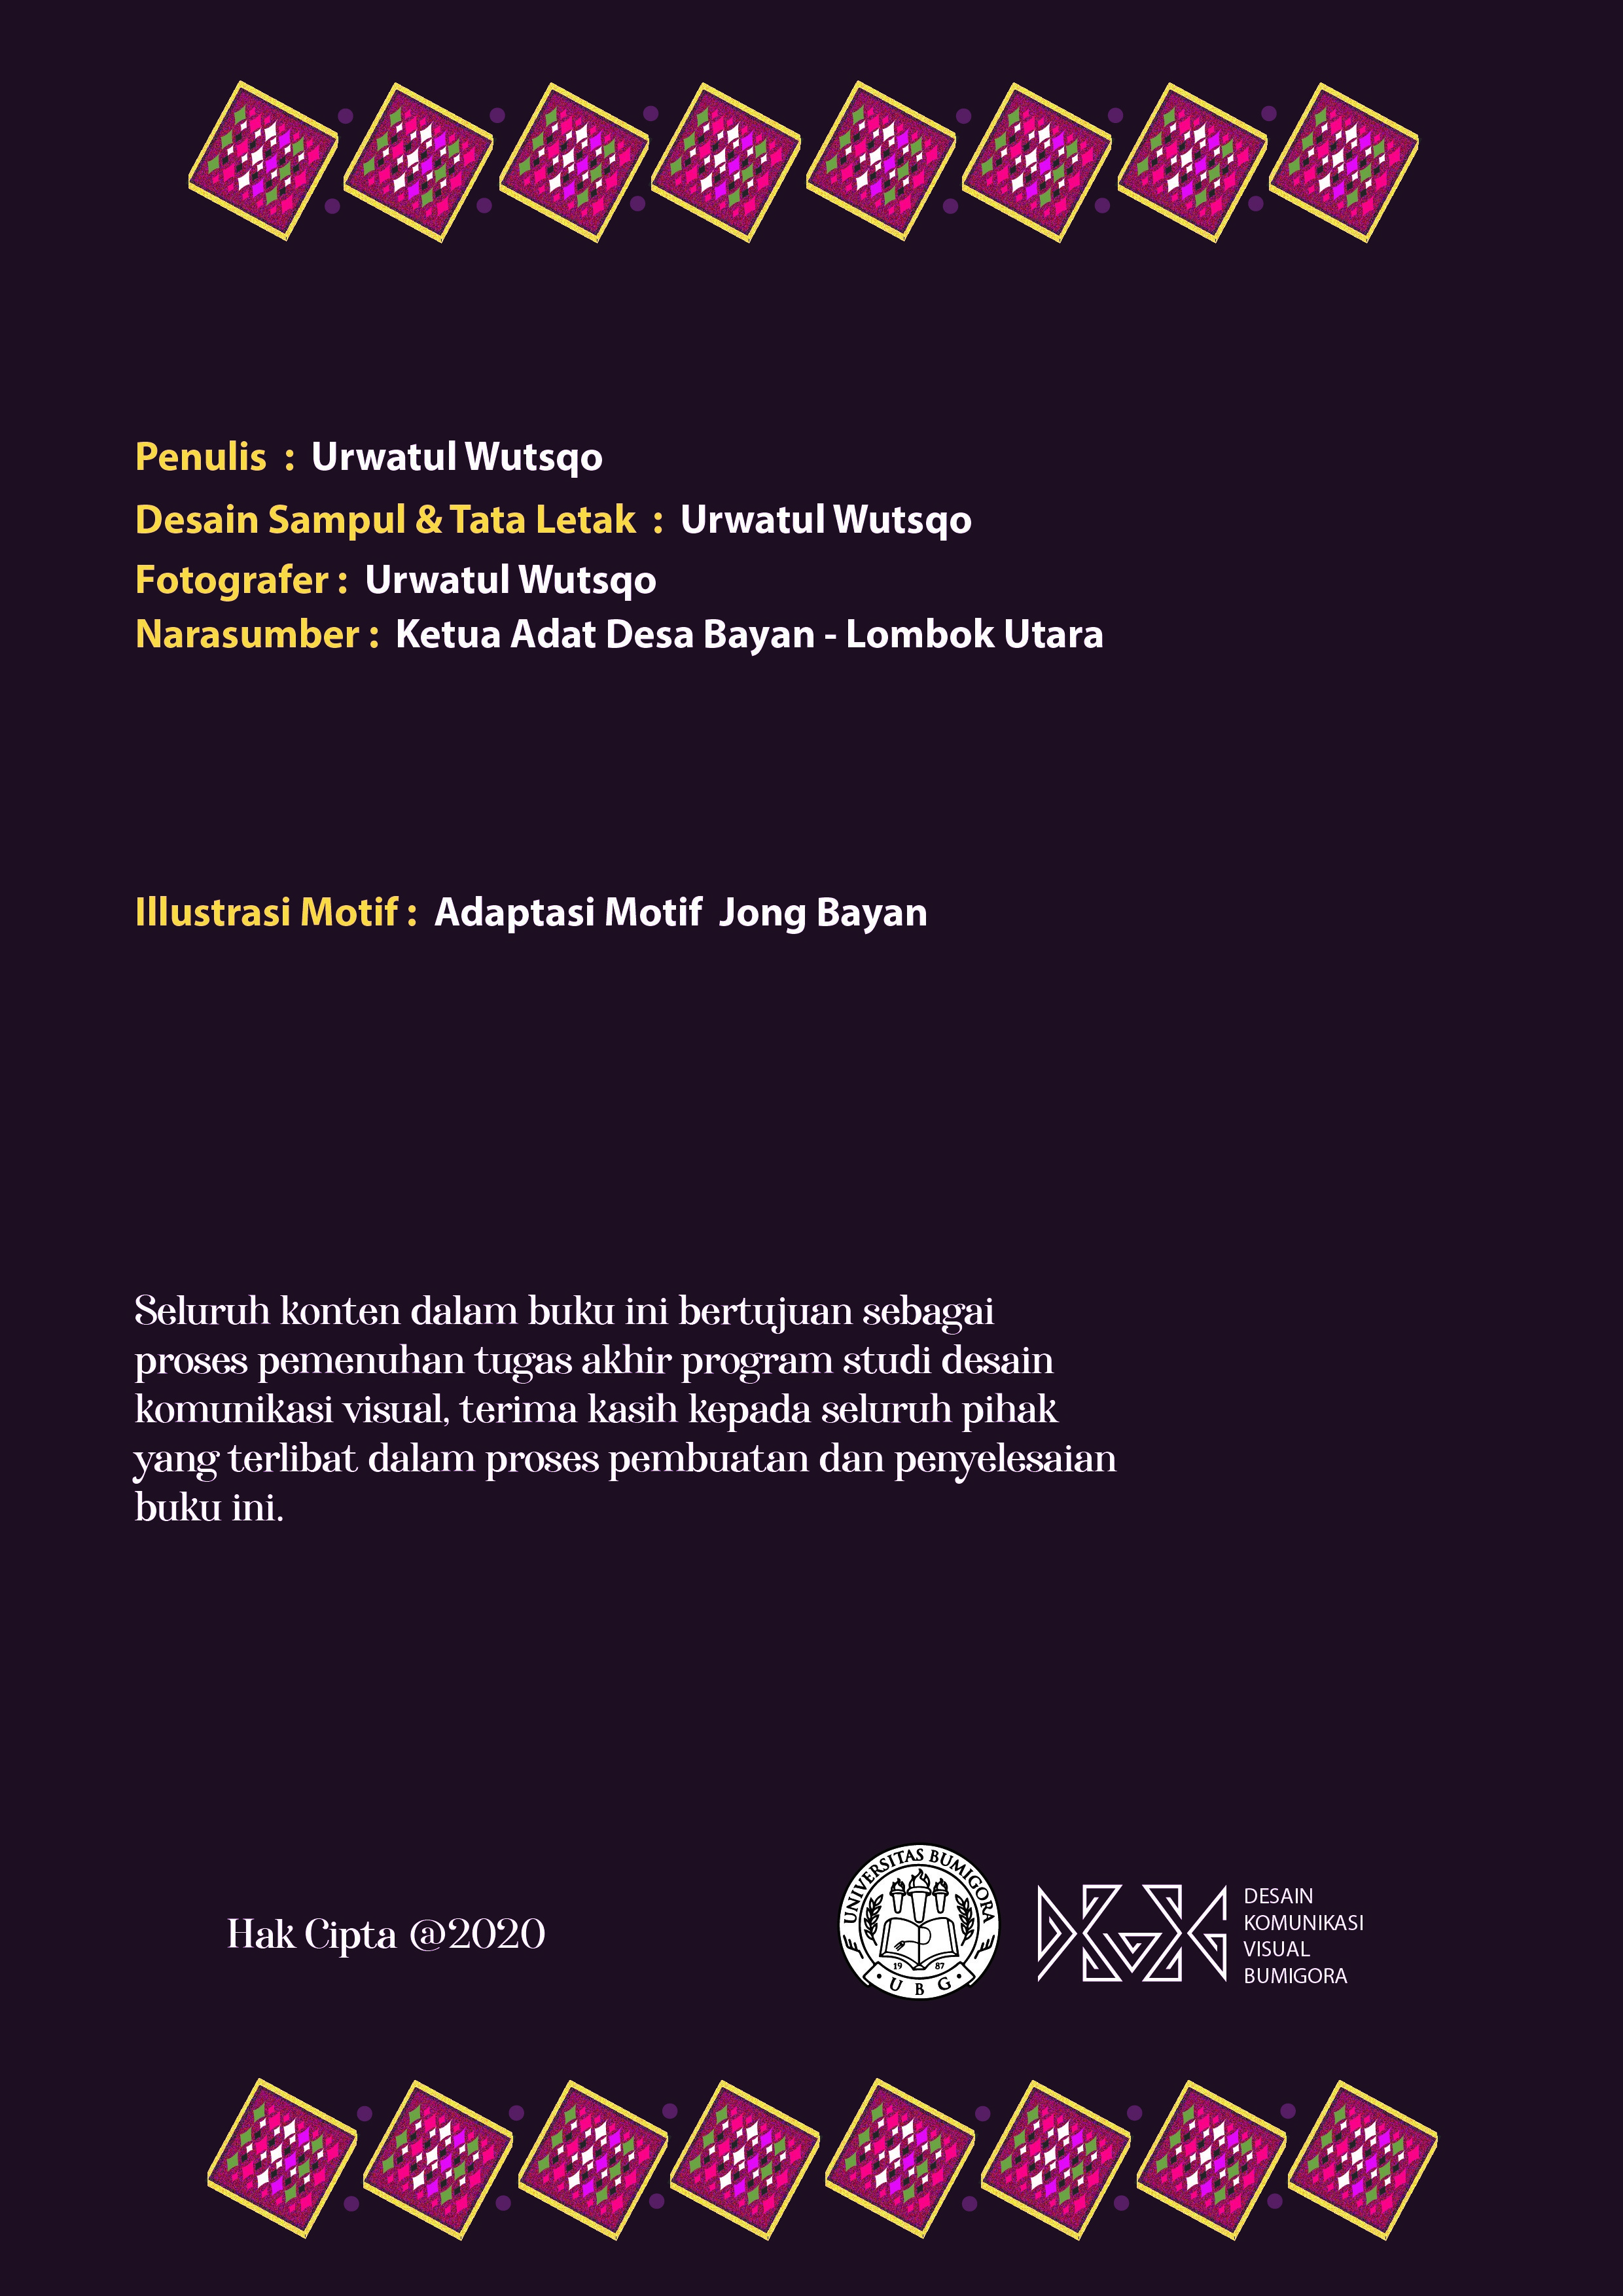 Penulis : Urwatul Wutsqo
Desain Sampul & Tata Letak : Urwatul Wutsqo
Fotografer : Urwatul Wutsqo
Narasumber : Ketua Adat Desa Bayan - Lombok Utara
Illustrasi Motif : Adaptasi Motif Jong Bayan
Seluruh konten dalam buku ini bertujuan sebagai
proses pemenuhan tugas akhir program studi desain
komunikasi visual, terima kasih kepada seluruh pihak
yang terlibat dalam proses pembuatan dan penyelesaian
buku ini.
Hak Cipta @2020
UNIVERSITAS BUMIGORA
19 87
UBG
DESAIN
KOMUNIKASI
VISUAL
BUMIGORA